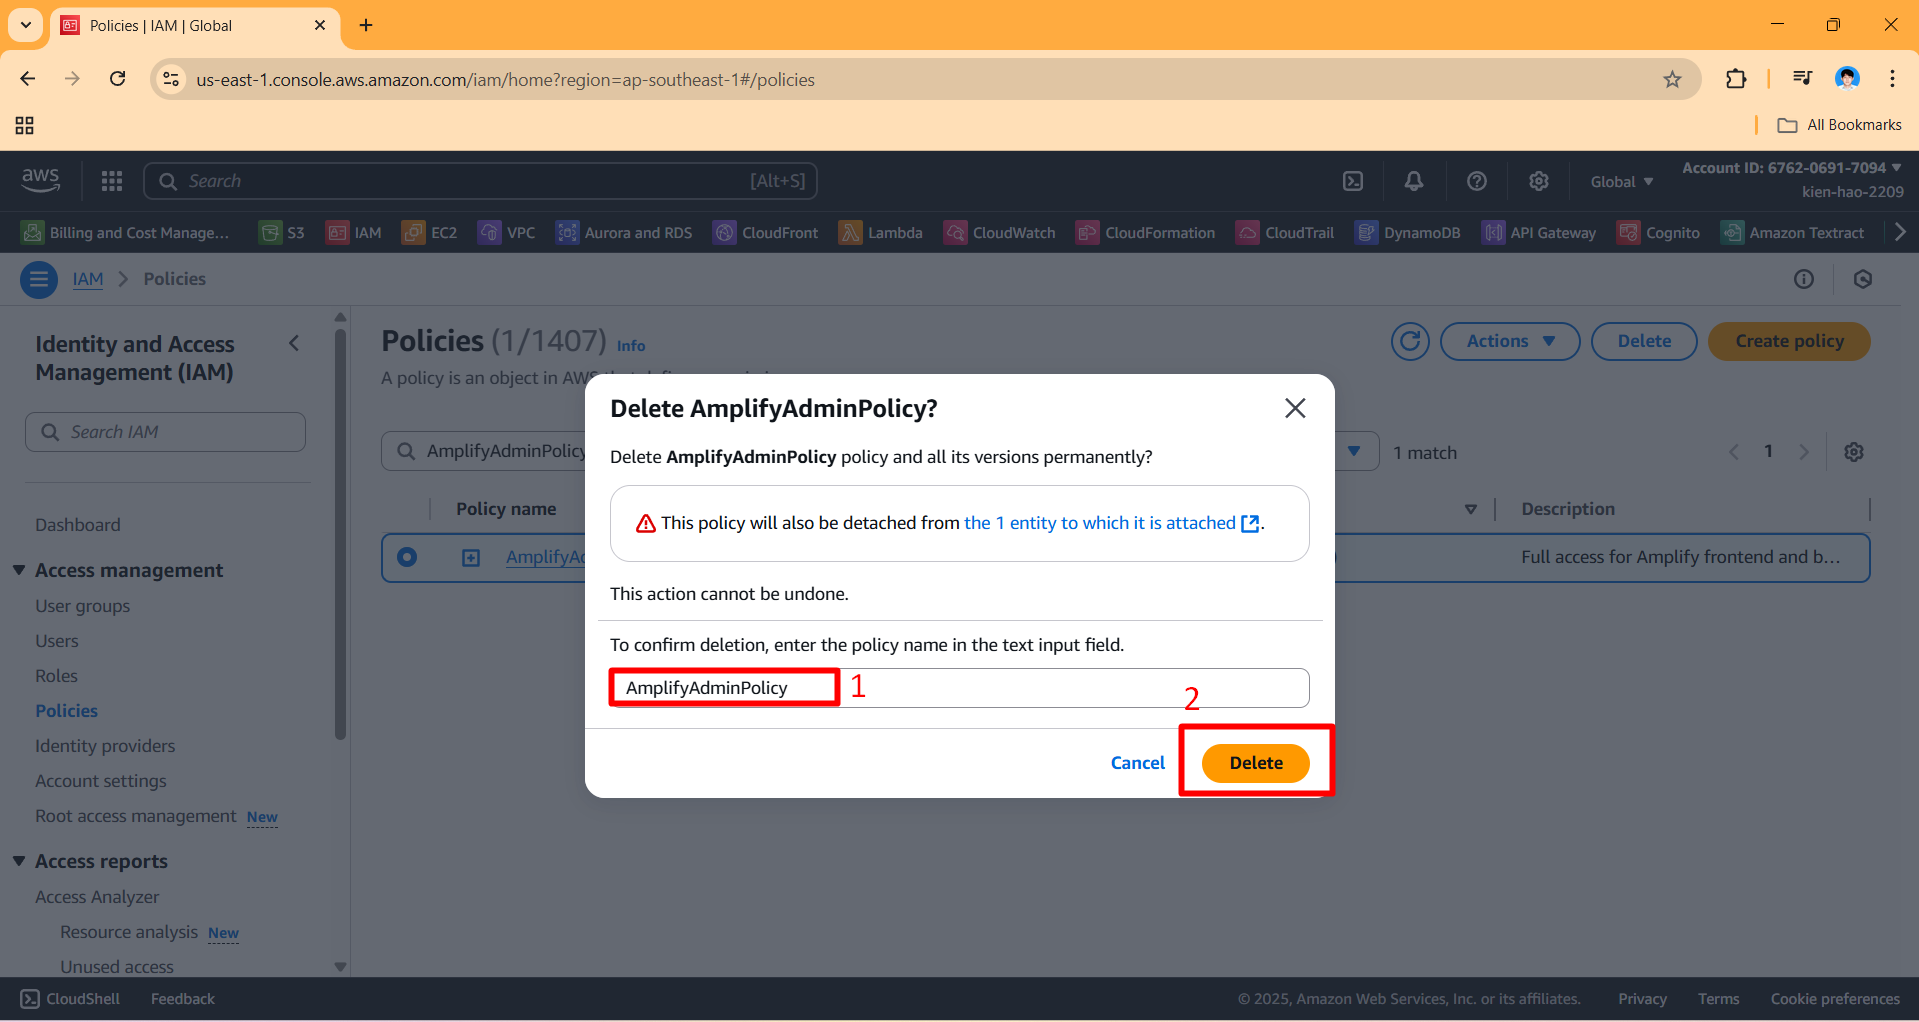 Policies | IAM | Global
us-east-1.console.aws.amazon.com/iam/home?region=ap-southeast-1#/policies
All Bookmarks
aws
Search
[Alt+S]
Global
Account ID: 6762-0691-7094
kien-hao-2209
Billing and Cost Manage...
S3
IAM
EC2
VPC
Aurora and RDS
CloudFront
Lambda
CloudWatch
CloudFormation
CloudTrail
DynamoDB
API Gateway
Cognito
Amazon Textract
IAM
Policies
Identity and Access
Management (IAM)
Search IAM
Dashboard
Access management
User groups
Users
Roles
Policies
Identity providers
Account settings
Root access management New
Access reports
Access Analyzer
Resource analysis New
Unused access
Policies (1/1407) Info
Actions
Delete
Create policy
A policy is an object in AWS
AmplifyAdminPolicy
1 match
1
Policy name
Description
AmplifyAd
Full access for Amplify frontend and b...
Delete AmplifyAdminPolicy?
Delete AmplifyAdminPolicy policy and all its versions permanently?
This policy will also be detached from the 1 entity to which it is attached.
This action cannot be undone.
To confirm deletion, enter the policy name in the text input field.
AmplifyAdminPolicy
1
2
Cancel
Delete
CloudShell
Feedback
© 2025, Amazon Web Services, Inc. or its affiliates.
Privacy
Terms
Cookie preferences